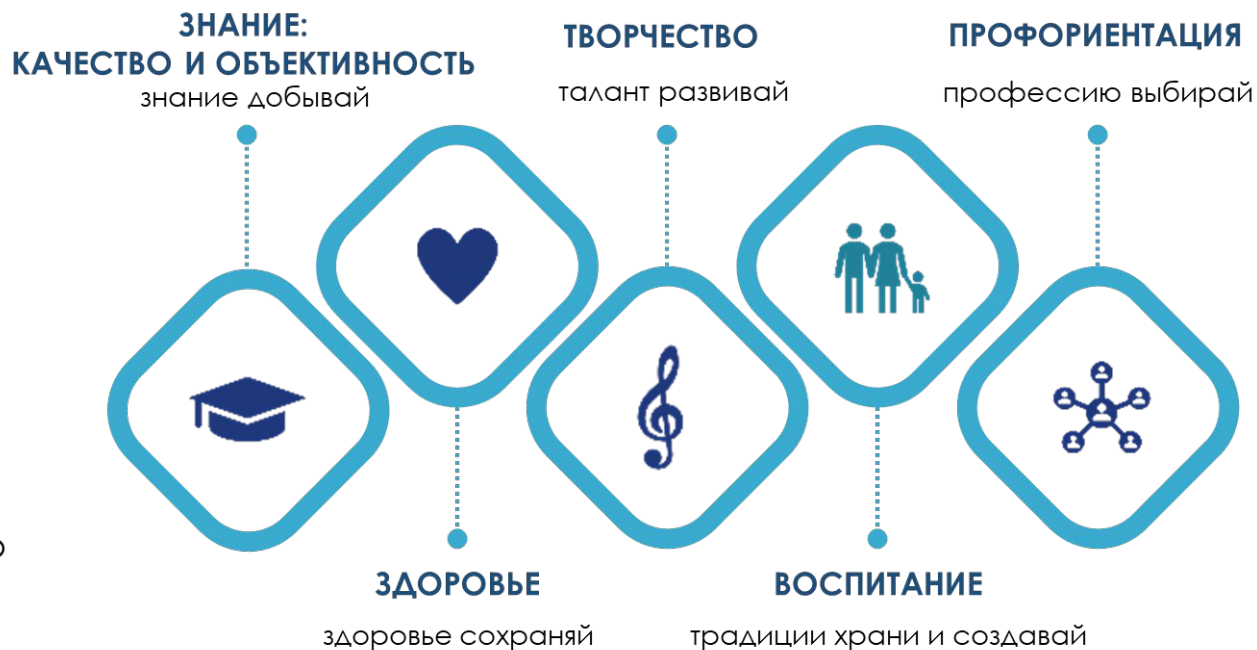 ЗНАНИЕ:
КАЧЕСТВО И ОБЪЕКТИВНОСТЬ
знание добывай
ТВОРЧЕСТВО
талант развивай
ПРОФОРИЕНТАЦИЯ
профессию выбирай
ЗДОРОВЬЕ
здоровье сохраняй
ВОСПИТАНИЕ
традиции храни и создавай